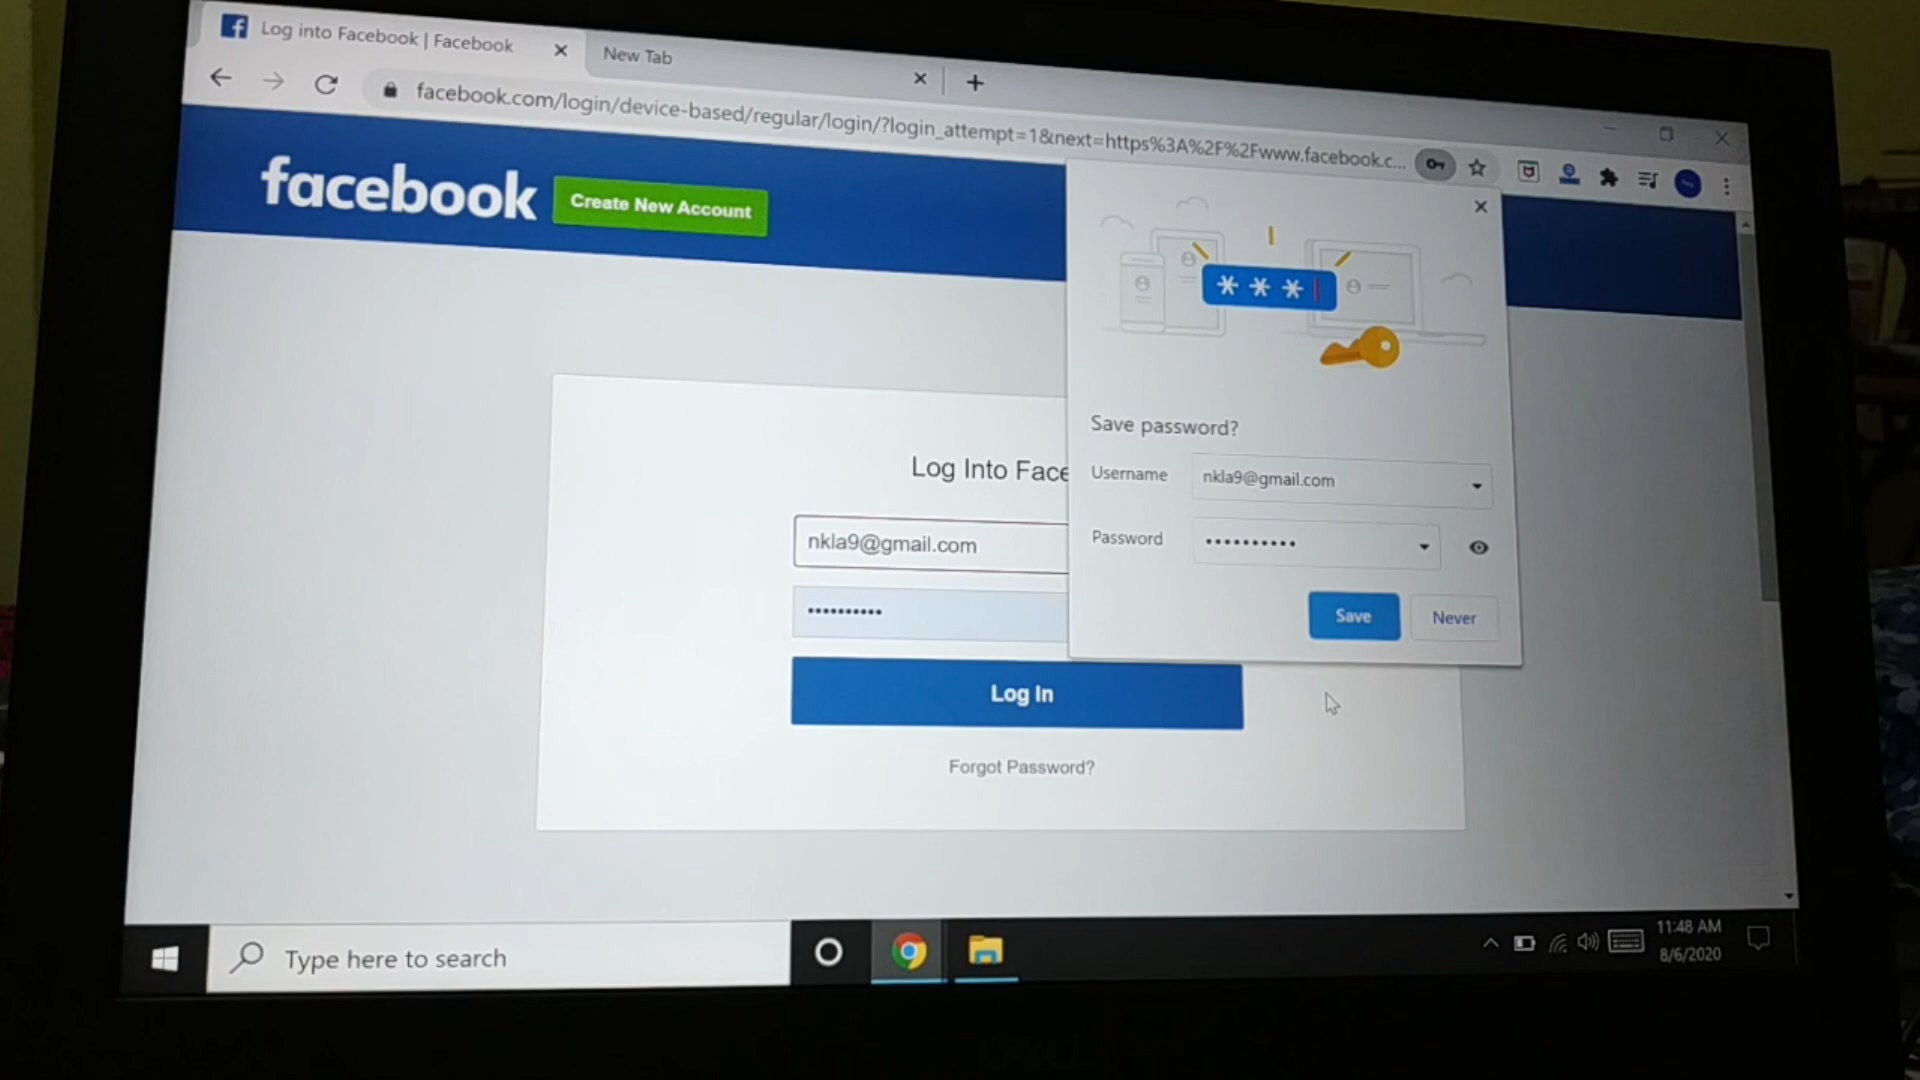 Log into Facebook | Facebook
New Tab
facebook.com/login/device-based/regular/login/?login_attempt=1&next=https%3A%2F%2Fwww.facebook.c...
facebook
Create New Account
***
Save password?
Username
nkla9@gmail.com
Password
••••••••••
Save
Never
Log Into Face
nkla9@gmail.com
••••••••••
Log In
Forgot Password?
Type here to search
11:48 AM
8/6/2020